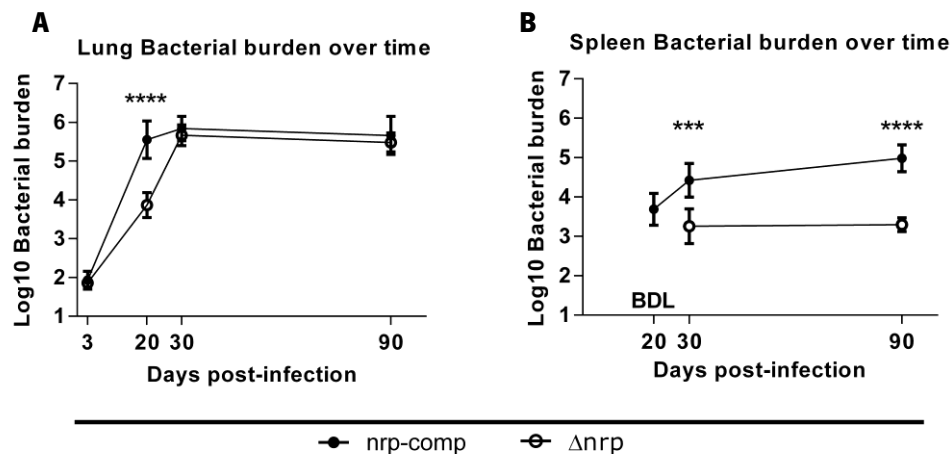 A
Lung Bacterial burden over time
Log10 Bacterial burden
7
6
5
4
3
2
1
****
3 20 30 90
Days post-infection
B
Spleen Bacterial burden over time
Log10 Bacterial burden
7
6
5
4
3
2
1
***
****
BDL
20 30 90
Days post-infection
nrp-comp Δnrp